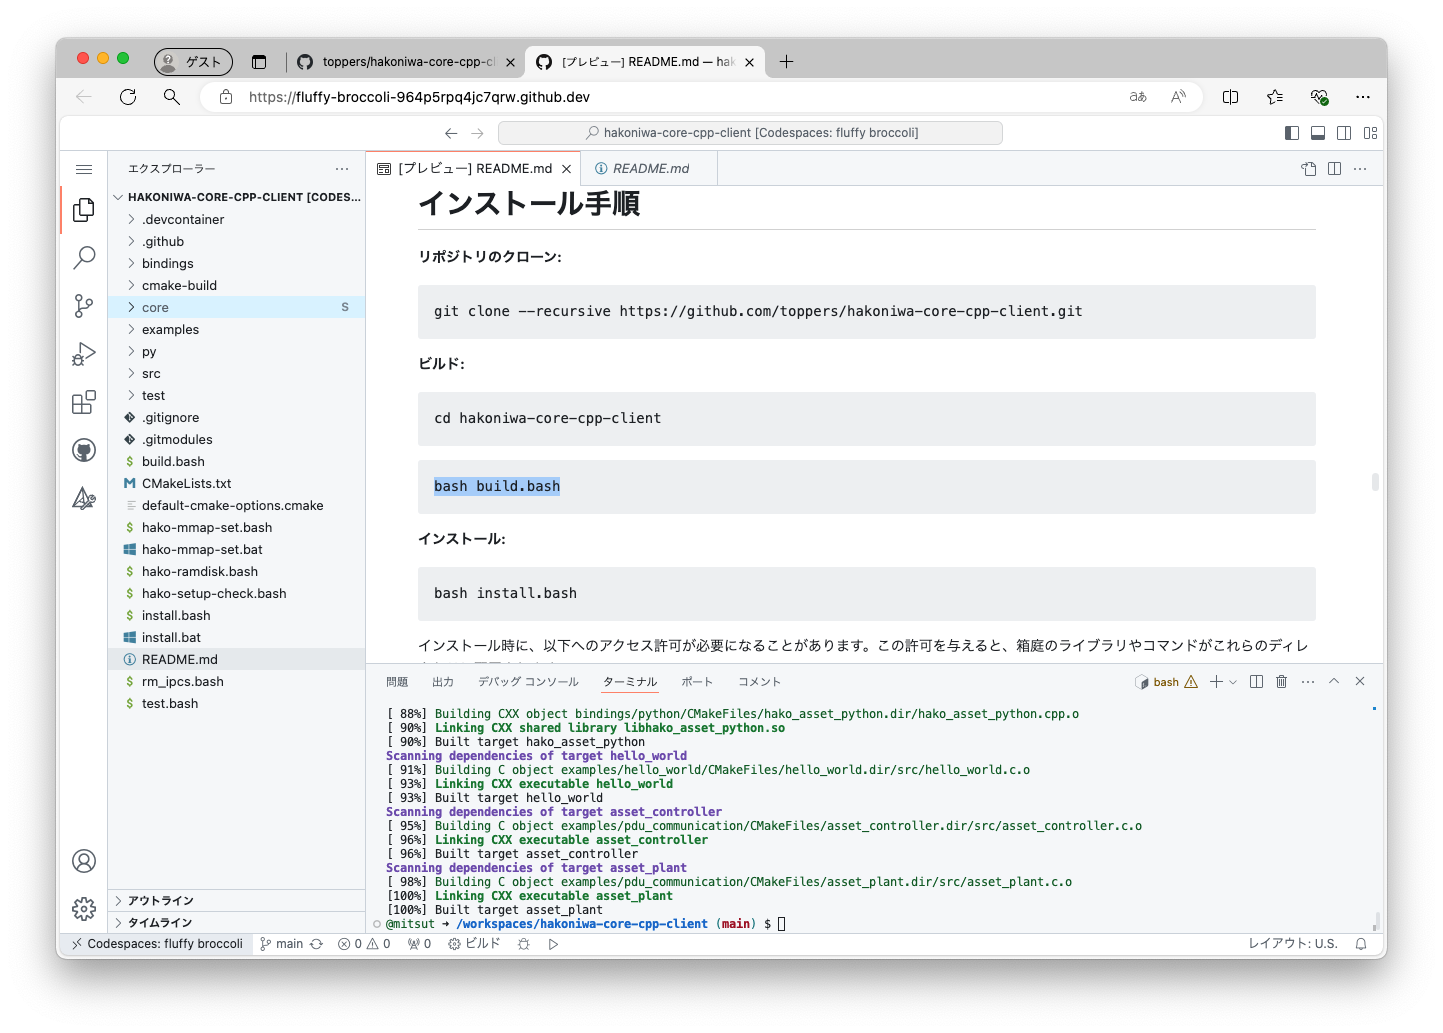 ゲスト
toppers/hakoniwa-core-cpp-cl
[プレビュー] README.md — hak
https://fluffy-broccoli-964p5rpq4jc7qrw.github.dev
aあ
hakoniwa-core-cpp-client [Codespaces: fluffy broccoli]
エクスプローラー
[プレビュー] README.md
README.md
HAKONIWA-CORE-CPP-CLIENT [CODES...
.devcontainer
.github
bindings
cmake-build
core S
examples
py
src
test
.gitignore
.gitmodules
build.bash
CMakeLists.txt
default-cmake-options.cmake
hako-mmap-set.bash
hako-mmap-set.bat
hako-ramdisk.bash
hako-setup-check.bash
install.bash
install.bat
README.md
rm_ipcs.bash
test.bash
アウトライン
タイムライン
インストール手順
リポジトリのクローン:
git clone --recursive https://github.com/toppers/hakoniwa-core-cpp-client.git
ビルド:
cd hakoniwa-core-cpp-client
bash build.bash
インストール:
bash install.bash
インストール時に、以下へのアクセス許可が必要になることがあります。この許可を与えると、箱庭のライブラリやコマンドがこれらのディレ
問題 出力 デバッグ コンソール ターミナル ポート コメント
bash
[ 88%] Building CXX object bindings/python/CMakeFiles/hako_asset_python.dir/hako_asset_python.cpp.o
[ 90%] Linking CXX shared library libhako_asset_python.so
[ 90%] Built target hako_asset_python
Scanning dependencies of target hello_world
[ 91%] Building C object examples/hello_world/CMakeFiles/hello_world.dir/src/hello_world.c.o
[ 93%] Linking CXX executable hello_world
[ 93%] Built target hello_world
Scanning dependencies of target asset_controller
[ 95%] Building C object examples/pdu_communication/CMakeFiles/asset_controller.dir/src/asset_controller.c.o
[ 96%] Linking CXX executable asset_controller
[ 96%] Built target asset_controller
Scanning dependencies of target asset_plant
[ 98%] Building C object examples/pdu_communication/CMakeFiles/asset_plant.dir/src/asset_plant.c.o
[100%] Linking CXX executable asset_plant
[100%] Built target asset_plant
@mitsut ➜ /workspaces/hakoniwa-core-cpp-client (main) $
Codespaces: fluffy broccoli main 0 0 0 ビルド レイアウト: U.S.